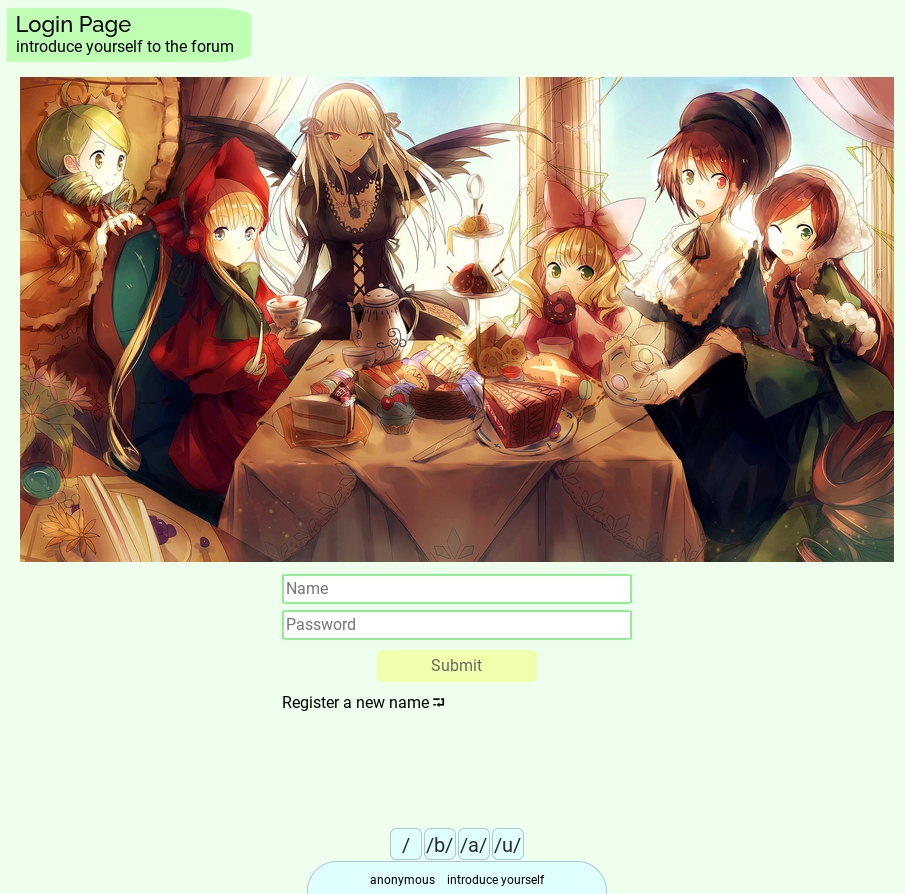 Login Page
introduce yourself to the forum
Name
Password
Submit
Register a new name
/ /b/ /a/ /u/
anonymous introduce yourself